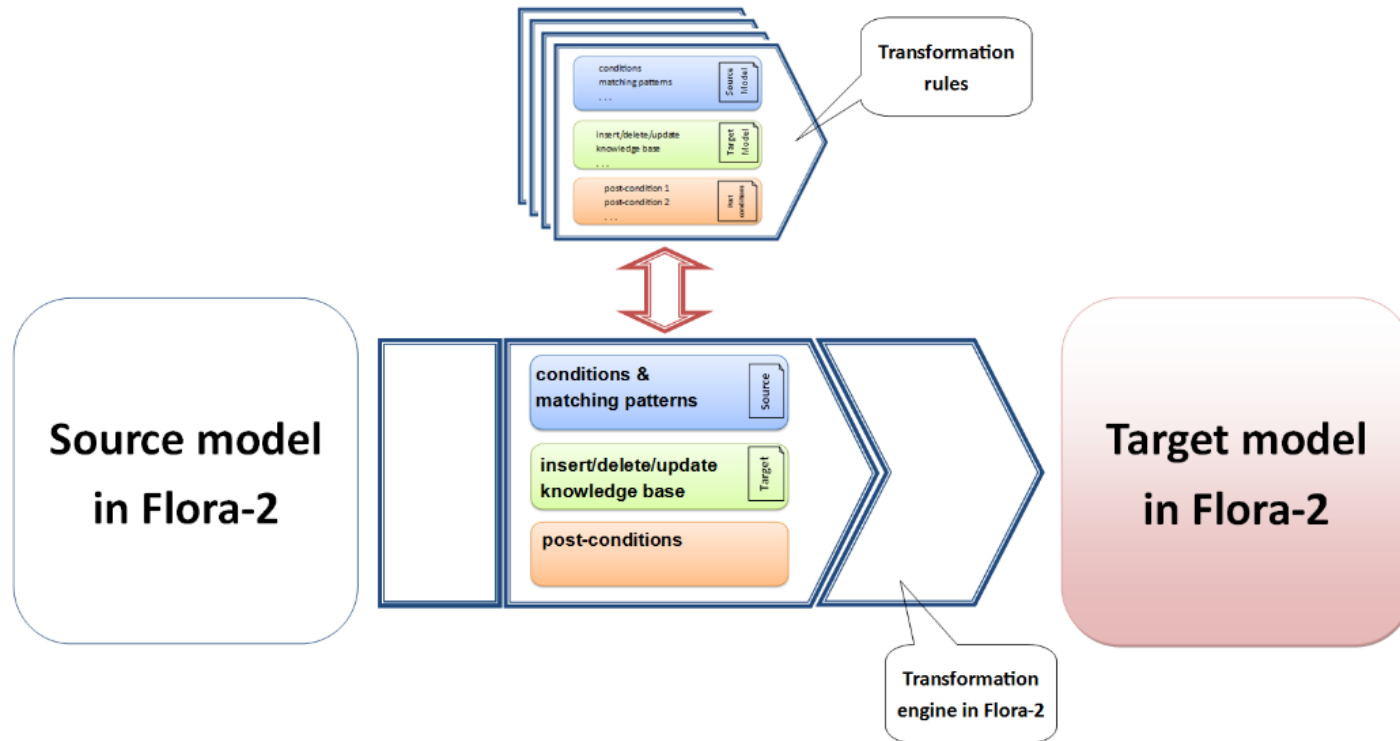 conditions
matching patterns
. . .
Source
Model
insert/delete/update
knowledge base
. . .
Target
Model
post-condition 1
post-condition 2
. . .
conditions
Transformation
rules
Source model
in Flora-2
conditions &
matching patterns
Source
insert/delete/update
knowledge base
Target
post-conditions
Target model
in Flora-2
Transformation
engine in Flora-2